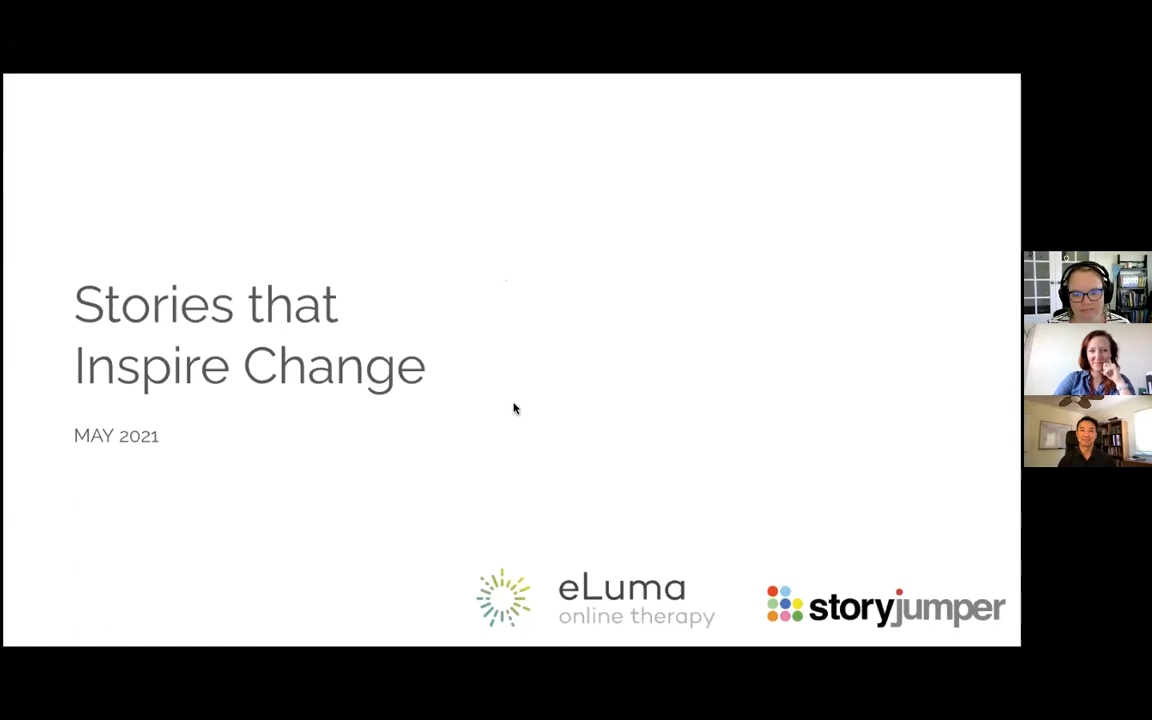 Stories that
Inspire Change
MAY 2021
eLuma
online therapy
storyjumper